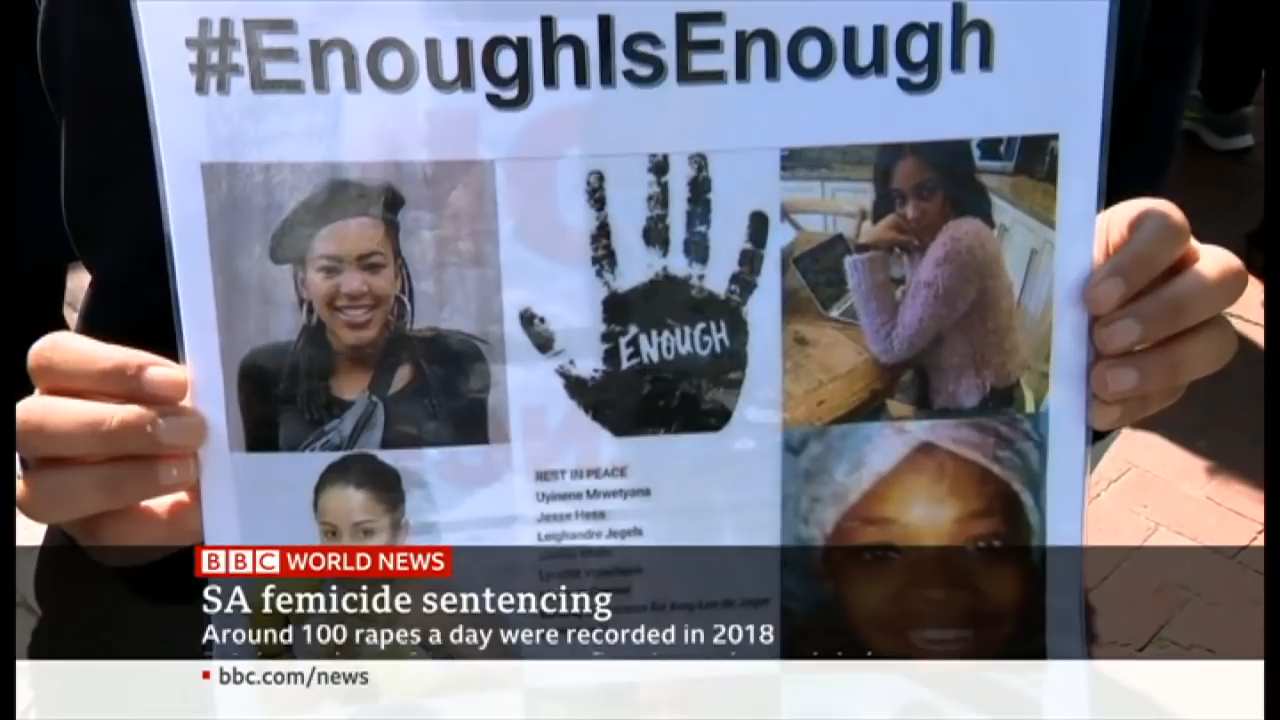 #EnoughIsEnough
ENOUGH
REST IN PEACE
Uyinene Mrwetyana
Jesse Hess
Leighandre Jegels
BBC WORLD NEWS
SA femicide sentencing
Around 100 rapes a day were recorded in 2018
bbc.com/news